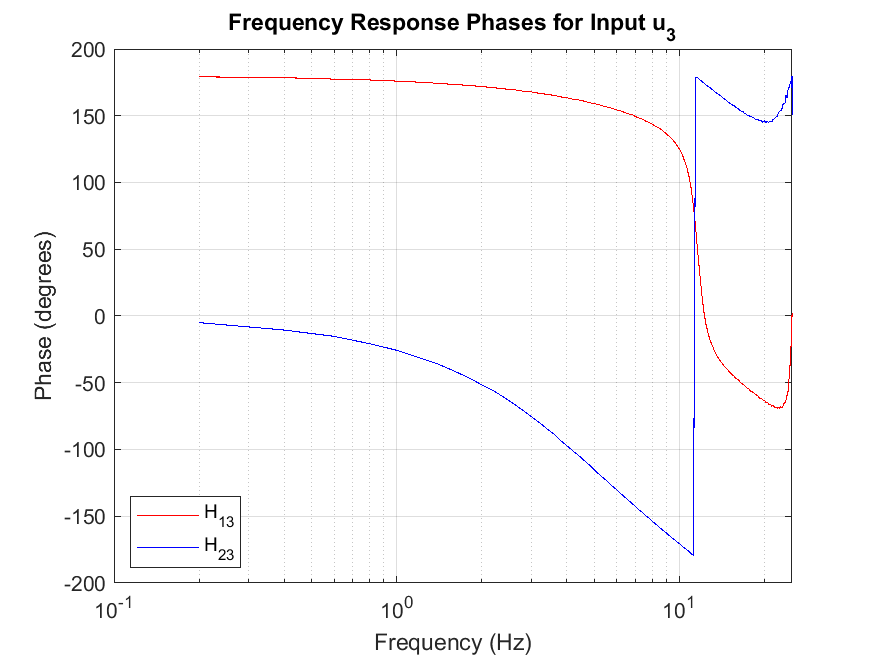 Frequency Response Phases for Input u3
200
150
100
50
0
-50
-100
-150
-200
Phase (degrees)
H13
H23
10-1
100
101
Frequency (Hz)